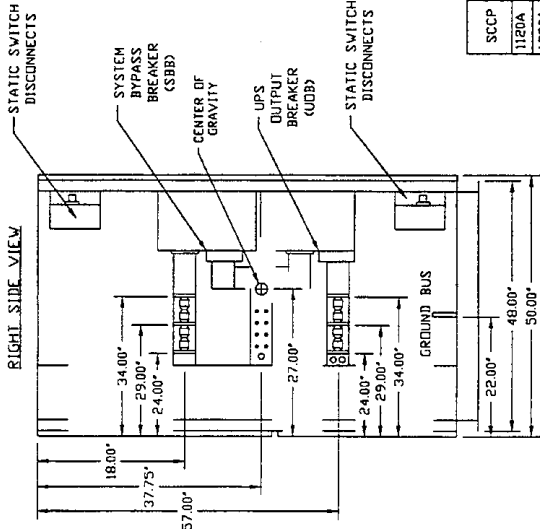 RIGHT SIDE VIEW
STATIC SWITCH
DISCONNECTS
SYSTEM
BYPASS
BREAKER
(SBB)
CENTER OF
GRAVITY
UPS
OUTPUT
BREAKER
(UOB)
STATIC SWITCH
DISCONNECTS
34.00"
29.00"
24.00"
18.00"
37.75"
57.00"
27.00"
24.00"
29.00"
34.00"
GROUND BUS
22.00"
48.00"
50.00"
SCCP
1120A